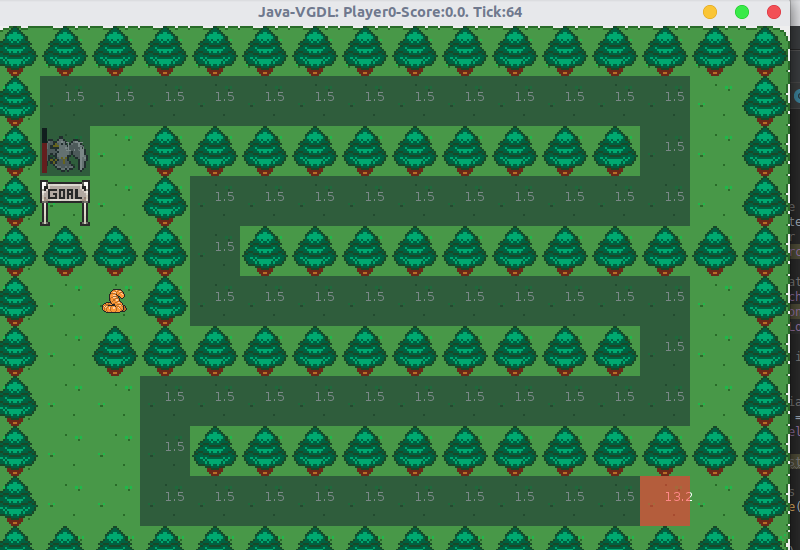 Java-VGDL: Player0-Score:0.0. Tick:64
1.5 1.5 1.5 1.5 1.5 1.5 1.5 1.5 1.5 1.5 1.5 1.5 1.5
1.5
GOAL 1.5 1.5 1.5 1.5 1.5 1.5 1.5 1.5 1.5 1.5
1.5
1.5 1.5 1.5 1.5 1.5 1.5 1.5 1.5 1.5 1.5
1.5
1.5 1.5 1.5 1.5 1.5 1.5 1.5 1.5 1.5 1.5 1.5
1.5
1.5 1.5 1.5 1.5 1.5 1.5 1.5 1.5 1.5 1.5 13.2